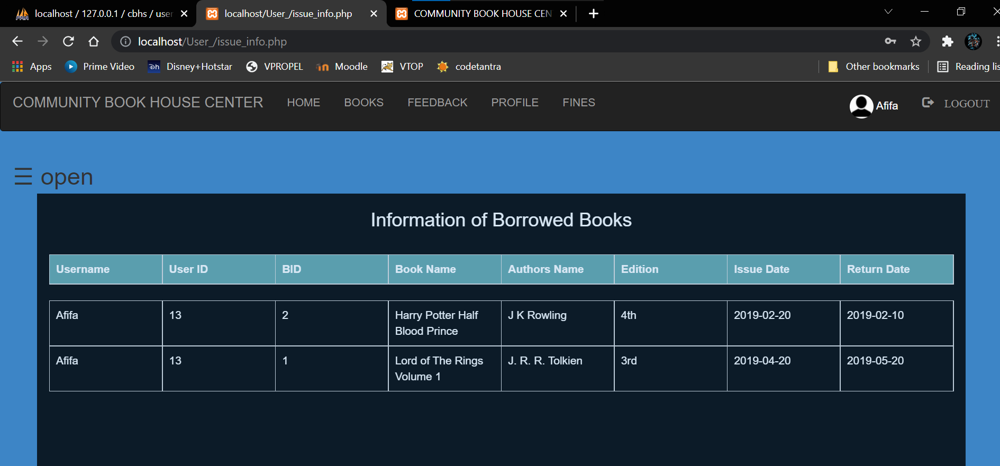 localhost / 127.0.0.1 / cbhs / user
localhost/User_/issue_info.php
COMMUNITY BOOK HOUSE CEN
localhost/User_/issue_info.php
Apps Prime Video Disney+Hotstar VPROPEL Moodle VTOP codetantra Other bookmarks Reading lis
COMMUNITY BOOK HOUSE CENTER HOME BOOKS FEEDBACK PROFILE FINES Afifa LOGOUT
☰ open
Information of Borrowed Books
Username User ID BID Book Name Authors Name Edition Issue Date Return Date
Afifa 13 2 Harry Potter Half J K Rowling 4th 2019-02-20 2019-02-10
Blood Prince
Afifa 13 1 Lord of The Rings J. R. R. Tolkien 3rd 2019-04-20 2019-05-20
Volume 1